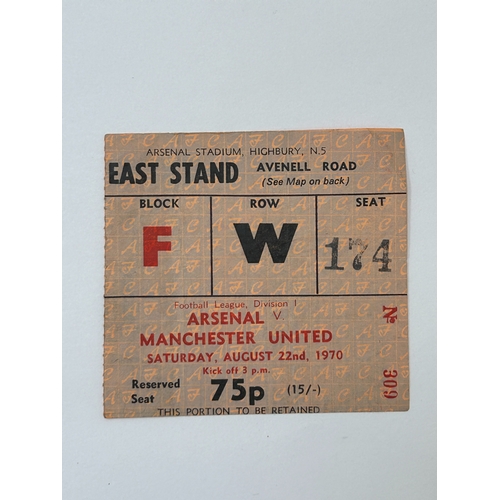 ARSENAL STADIUM, HIGHBURY, N.5
EAST STAND AVENELL ROAD
(See Map on back)
BLOCK ROW SEAT
F W 174
Football League, Division 1
ARSENAL V.
MANCHESTER UNITED
SATURDAY, AUGUST 22nd, 1970
Kick off 3 p.m.
Reserved Seat 75p (15/-)
THIS PORTION TO BE RETAINED
No 309